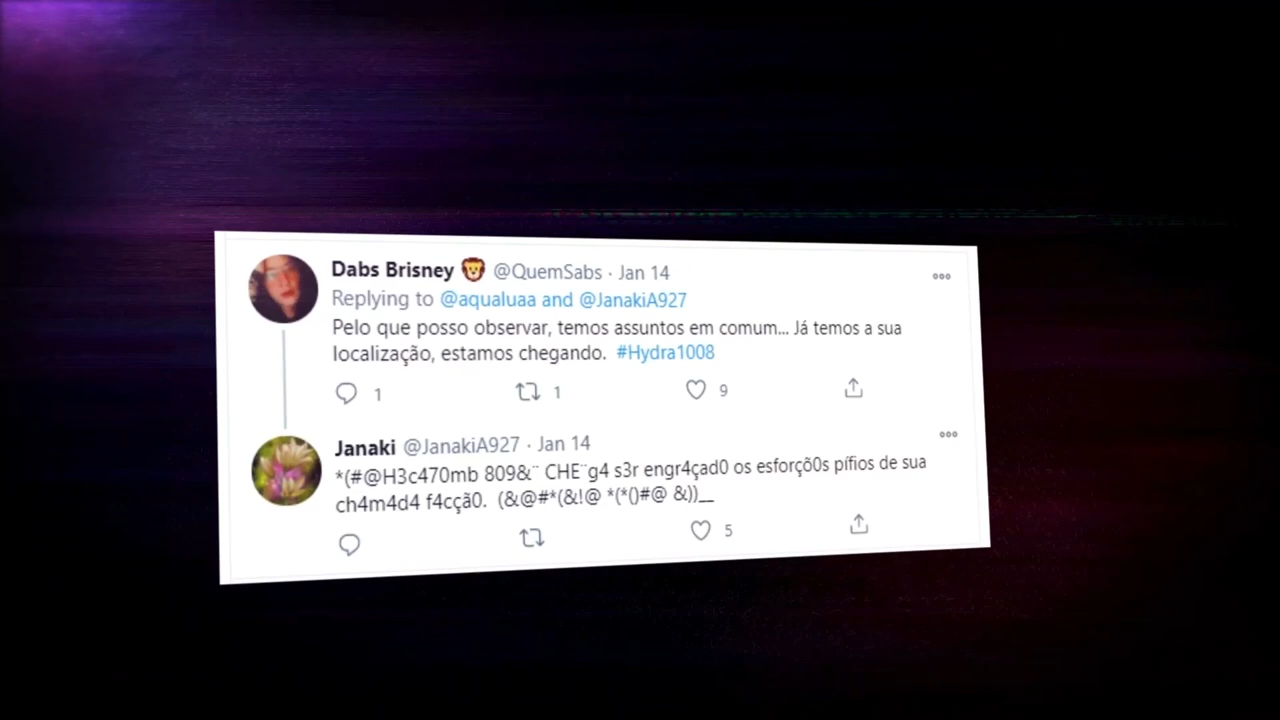 Dabs Brisney 🦁 @QuemSabs · Jan 14
Replying to @aqualuaa and @JanakiA927
Pelo que posso observar, temos assuntos em comum... Já temos a sua
localização, estamos chegando. #Hydra1008
1 1 9
Janaki @JanakiA927 · Jan 14
*(#@H3c470mb 809&¨ CHE¨g4 s3r engr4çad0 os esforçõ0s pífios de sua
ch4m4d4 f4cçã0. (&@#*(&!@ *(*()#@ &))__
5